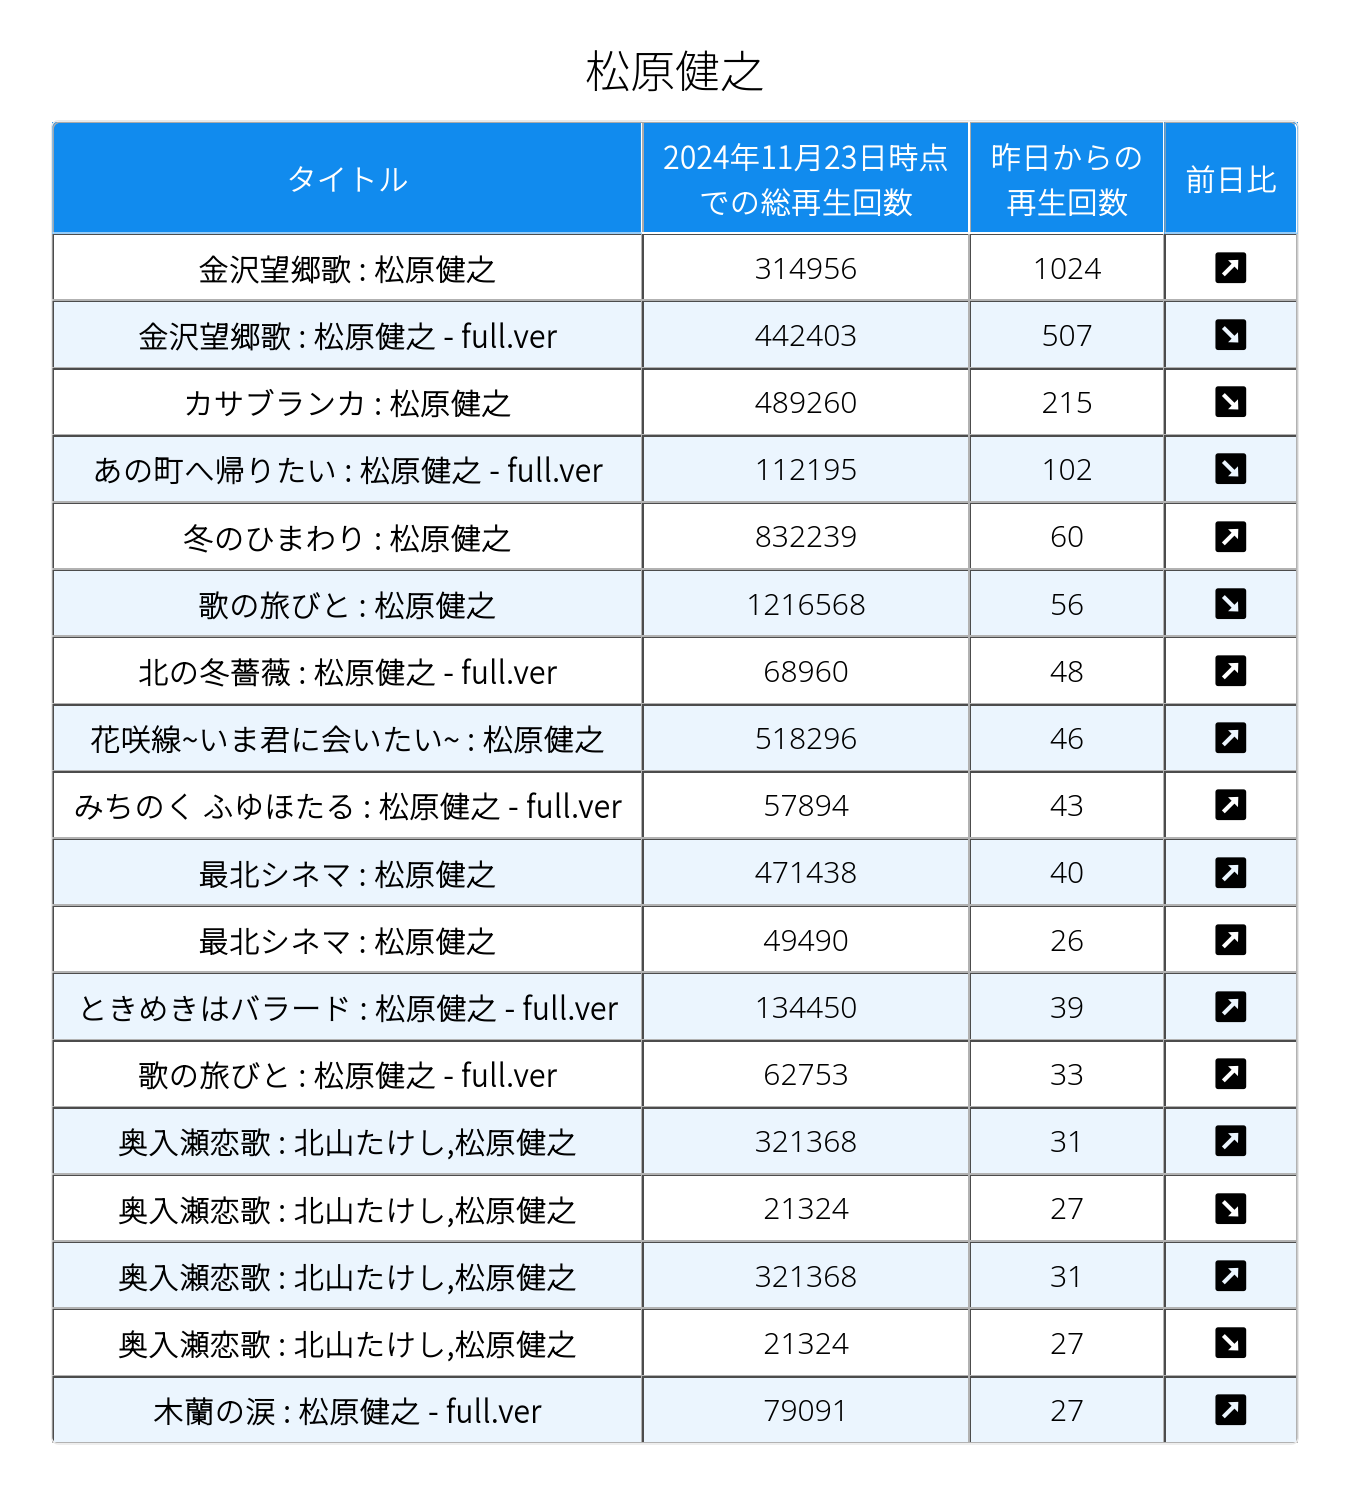 松原健之
タイトル
2024年11月23日時点
での総再生回数
昨日からの
再生回数
前日比
金沢望郷歌 : 松原健之 314956 1024
金沢望郷歌 : 松原健之 - full.ver 442403 507
カサブランカ : 松原健之 489260 215
あの町へ帰りたい : 松原健之 - full.ver 112195 102
冬のひまわり : 松原健之 832239 60
歌の旅びと : 松原健之 1216568 56
北の冬薔薇 : 松原健之 - full.ver 68960 48
花咲線~いま君に会いたい~ : 松原健之 518296 46
みちのく ふゆほたる : 松原健之 - full.ver 57894 43
最北シネマ : 松原健之 471438 40
最北シネマ : 松原健之 49490 26
ときめきはバラード : 松原健之 - full.ver 134450 39
歌の旅びと : 松原健之 - full.ver 62753 33
奥入瀬恋歌 : 北山たけし,松原健之 321368 31
奥入瀬恋歌 : 北山たけし,松原健之 21324 27
奥入瀬恋歌 : 北山たけし,松原健之 321368 31
奥入瀬恋歌 : 北山たけし,松原健之 21324 27
木蘭の涙 : 松原健之 - full.ver 79091 27